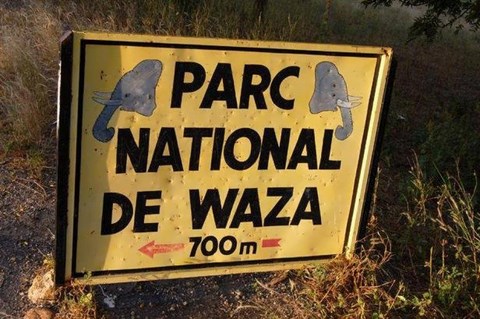 PARC
NATIONAL
DE WAZA
700m